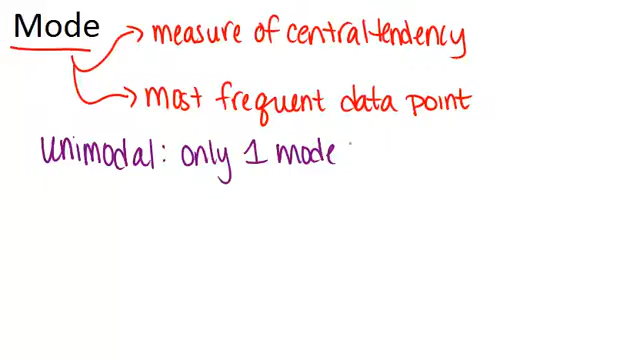 Mode
measure of central tendency
most frequent data point
unimodal: only 1 mode